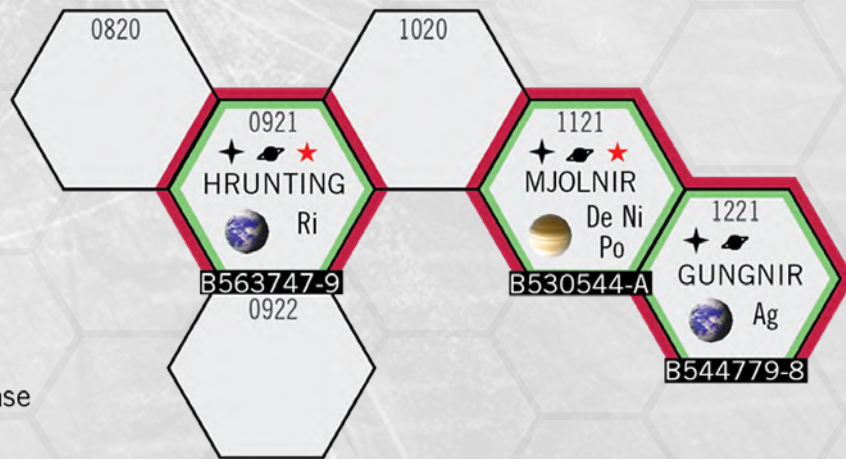 0820
1020
0921
HRUNTING
Ri
B563747-9
1121
MJOLNIR
De Ni
Po
B530544-A
1221
GUNGNIR
Ag
B544779-8
0922